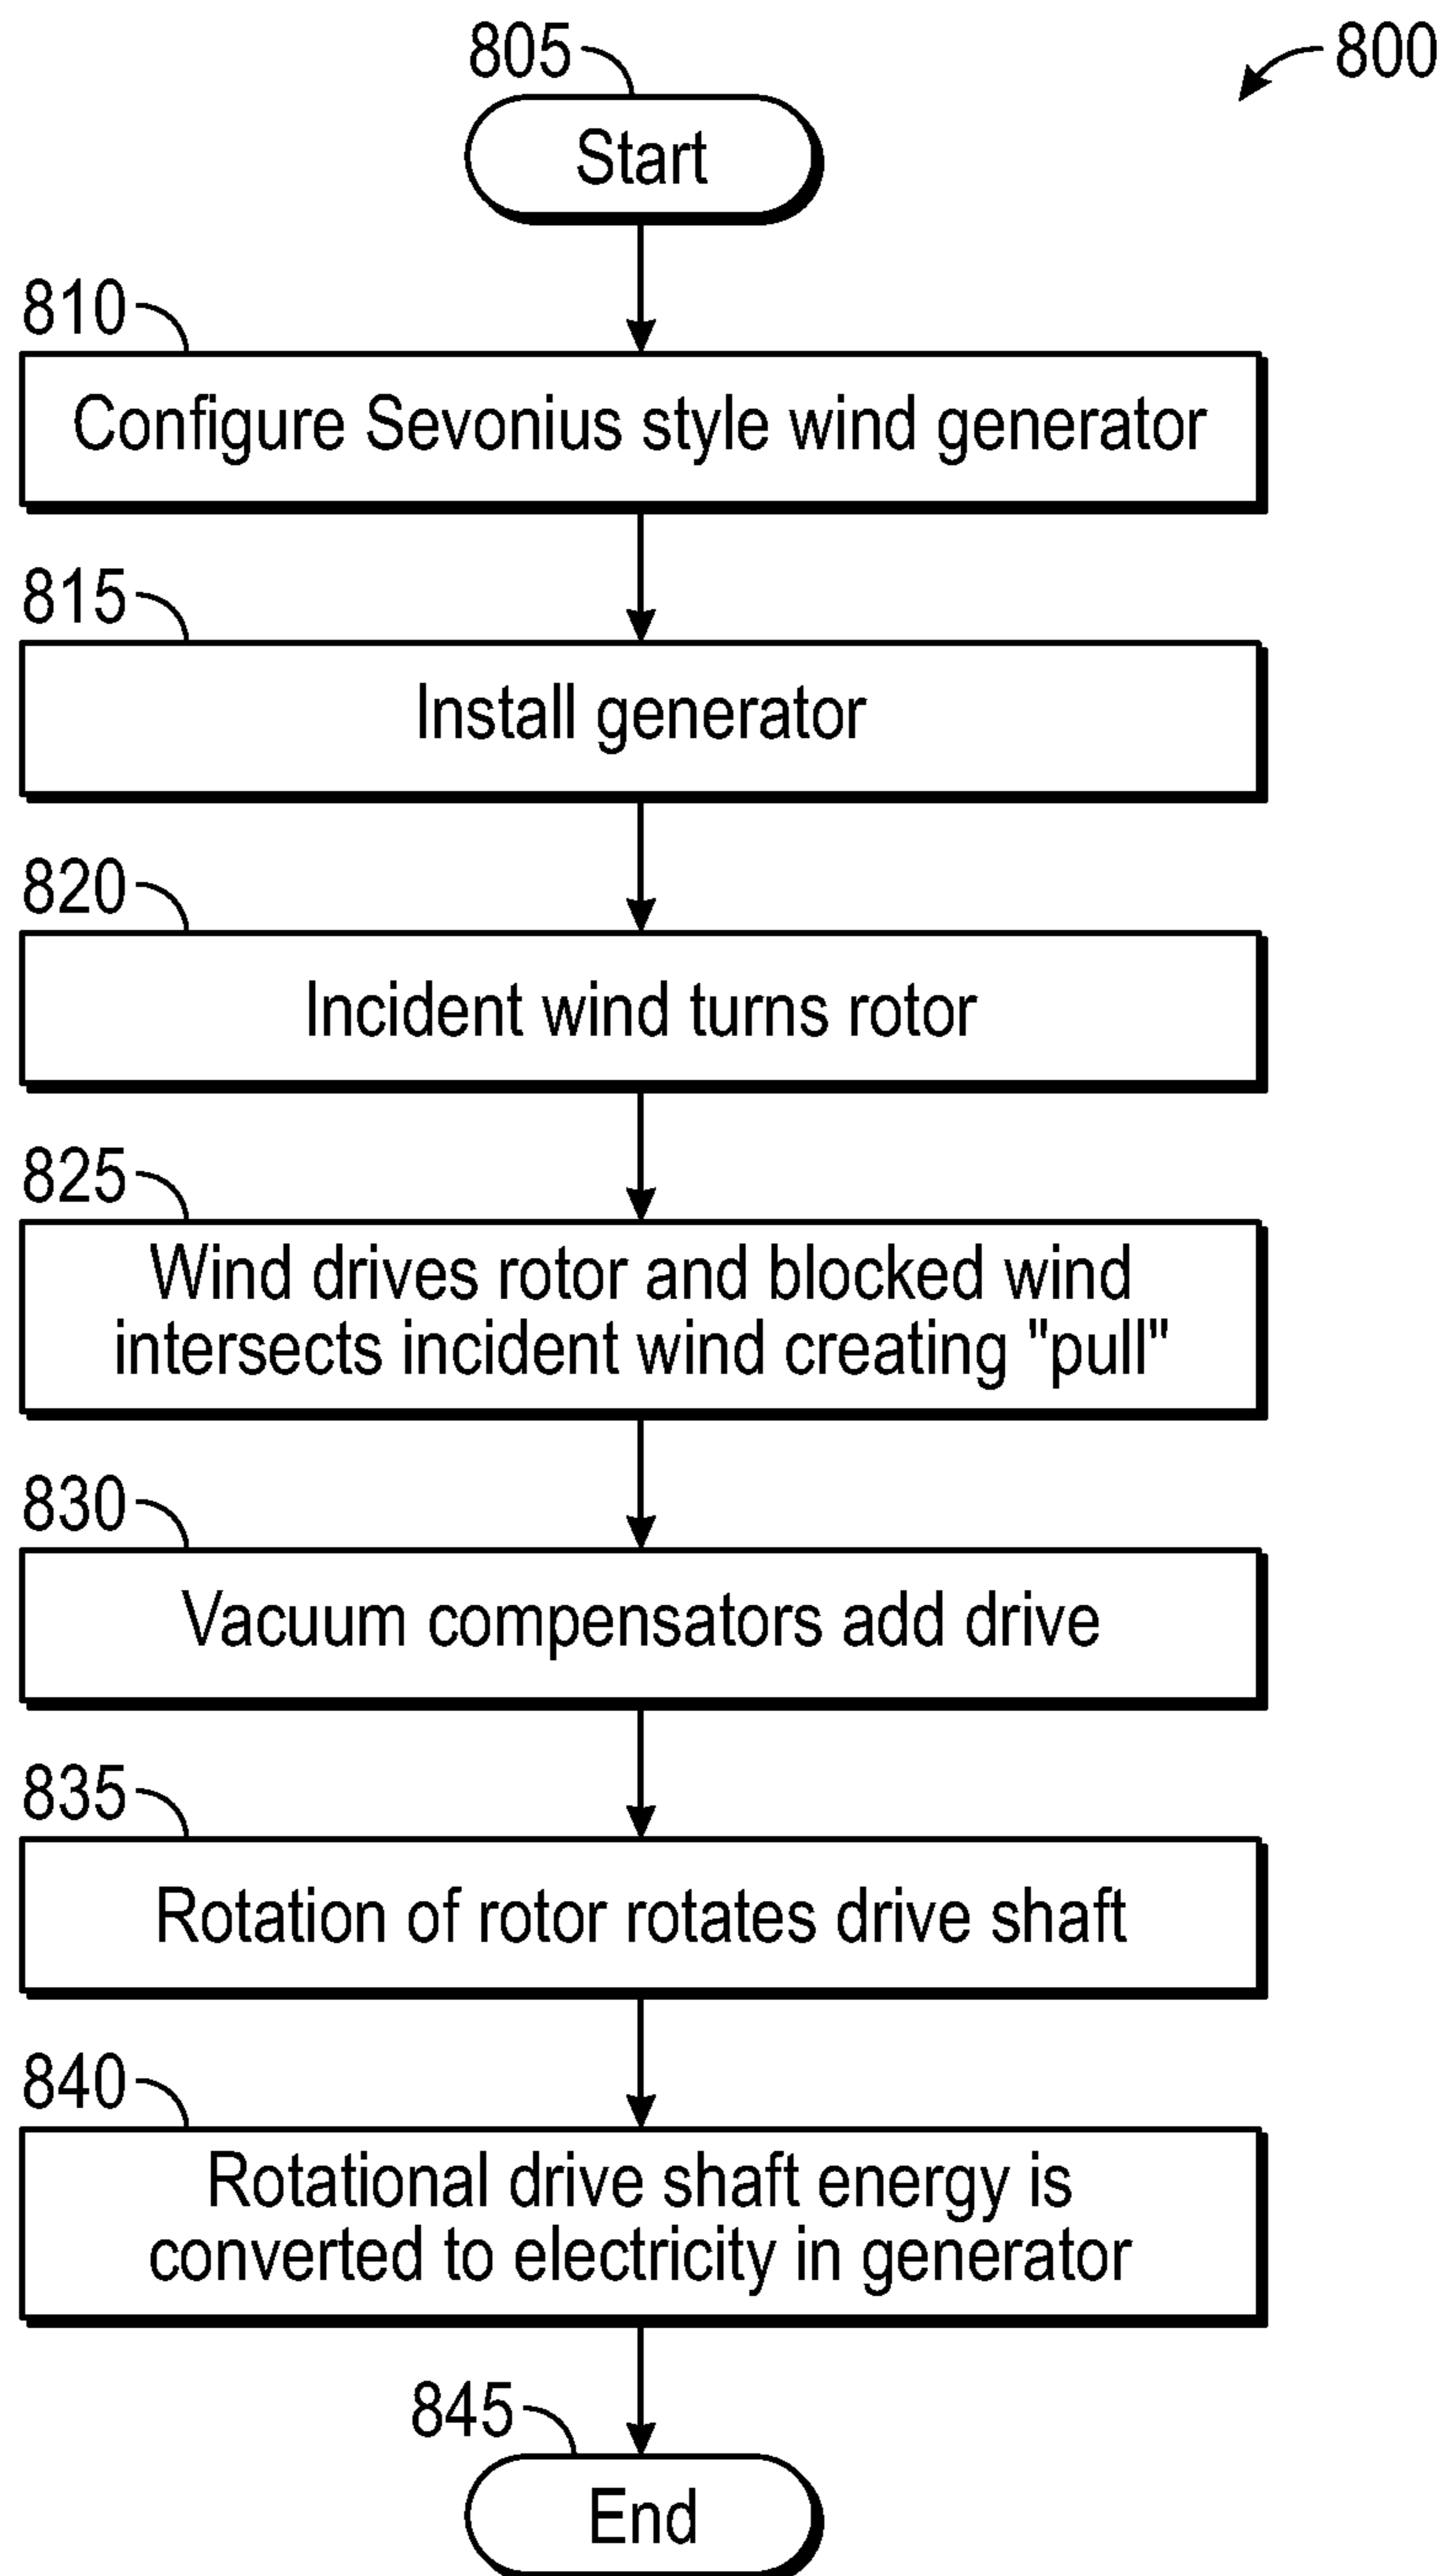 805
800
Start
810
Configure Sevonius style wind generator
815
Install generator
820
Incident wind turns rotor
825
Wind drives rotor and blocked wind
intersects incident wind creating "pull"
830
Vacuum compensators add drive
835
Rotation of rotor rotates drive shaft
840
Rotational drive shaft energy is
converted to electricity in generator
845
End